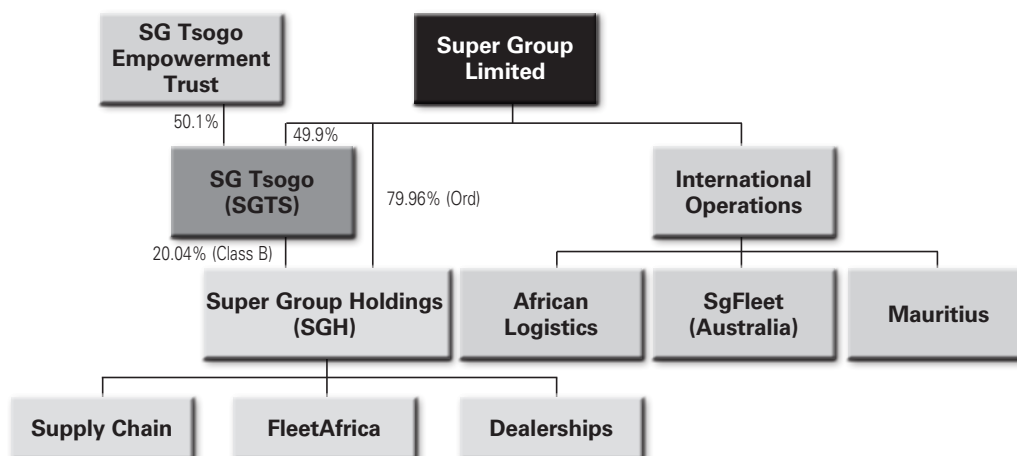 SG Tsogo
Empowerment
Trust
Super Group
Limited
50.1%
49.9%
SG Tsogo
(SGTS)
79.96% (Ord)
International
Operations
20.04% (Class B)
Super Group Holdings
(SGH)
African
Logistics
SgFleet
(Australia)
Mauritius
Supply Chain
FleetAfrica
Dealerships